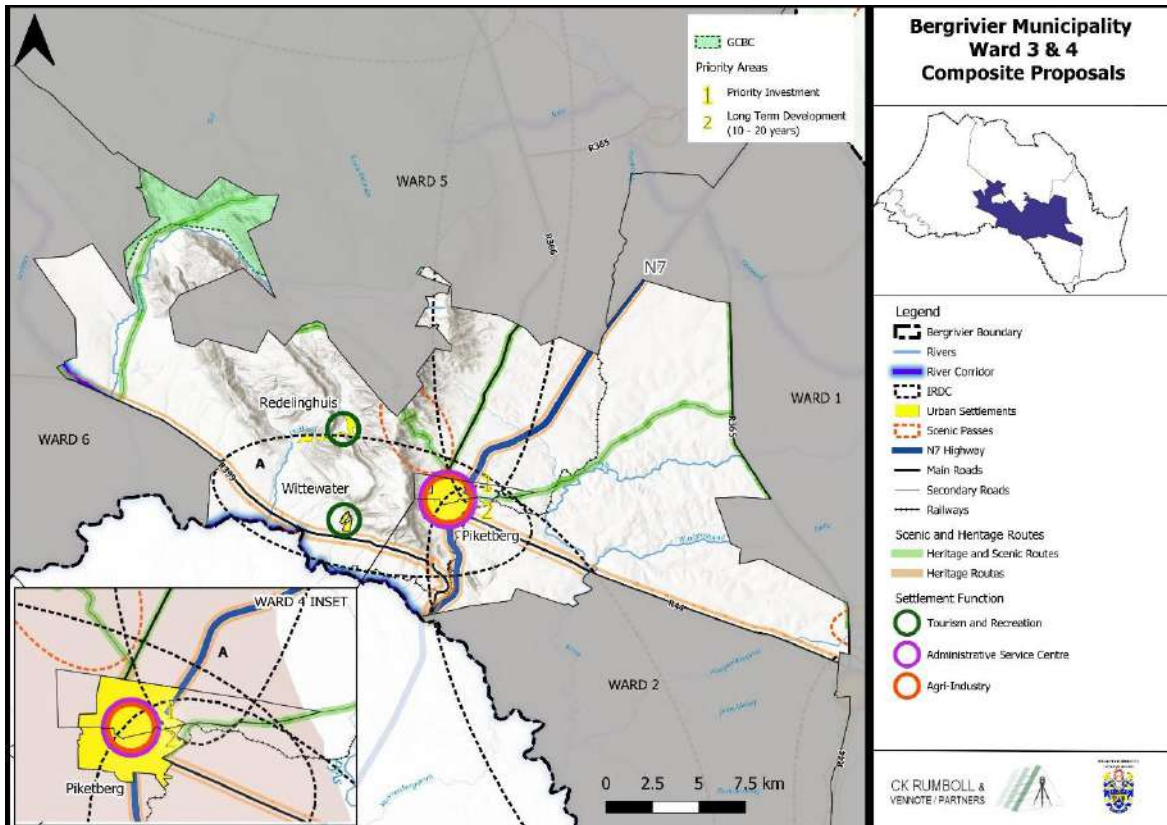 Bergrivier Municipality
Ward 3 & 4
Composite Proposals
GCBC
Priority Areas
1 Priority Investment
2 Long Term Development
(10 - 20 years)
WARD 5
R365
R366
N7
WARD 1
R365
Redelinghuis
WARD 6
R399
A
Wittewater
1
2
Piketberg
R44
WARD 2
WARD 4 INSET
A
Piketberg
0 2.5 5 7.5 km
Legend
Bergrivier Boundary
Rivers
River Corridor
IRDC
Urban Settlements
Scenic Passes
N7 Highway
Main Roads
Secondary Roads
Railways
Scenic and Heritage Routes
Heritage and Scenic Routes
Heritage Routes
Settlement Function
Tourism and Recreation
Administrative Service Centre
Agri-Industry
CK RUMBOLL &
VENNOTE / PARTNERS